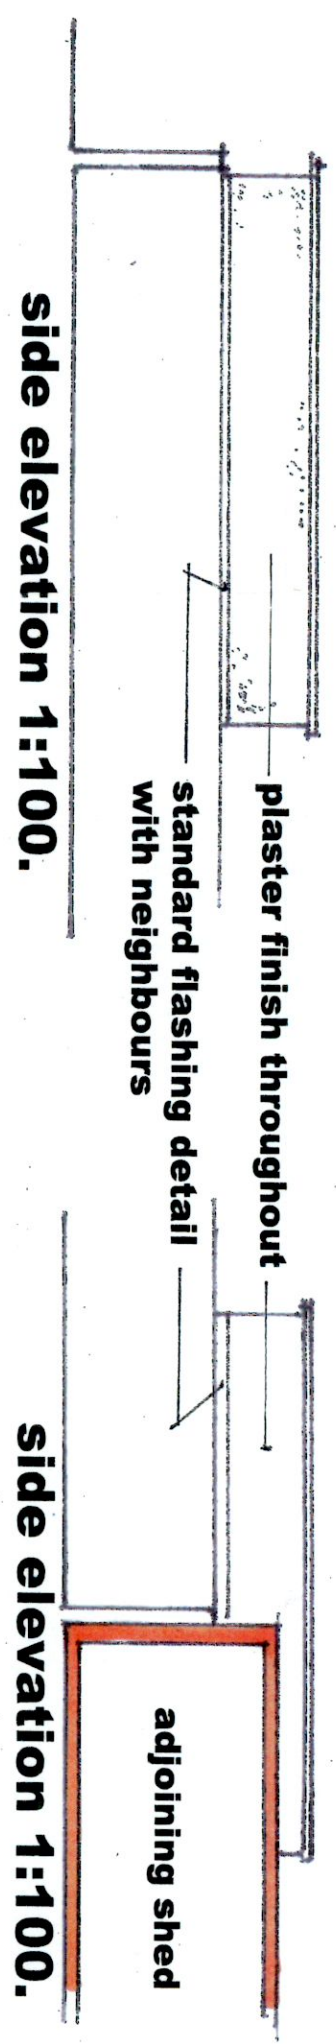 plaster finish throughout
standard flashing detail
with neighbours
adjoining shed
side elevation 1:100.
side elevation 1:100.